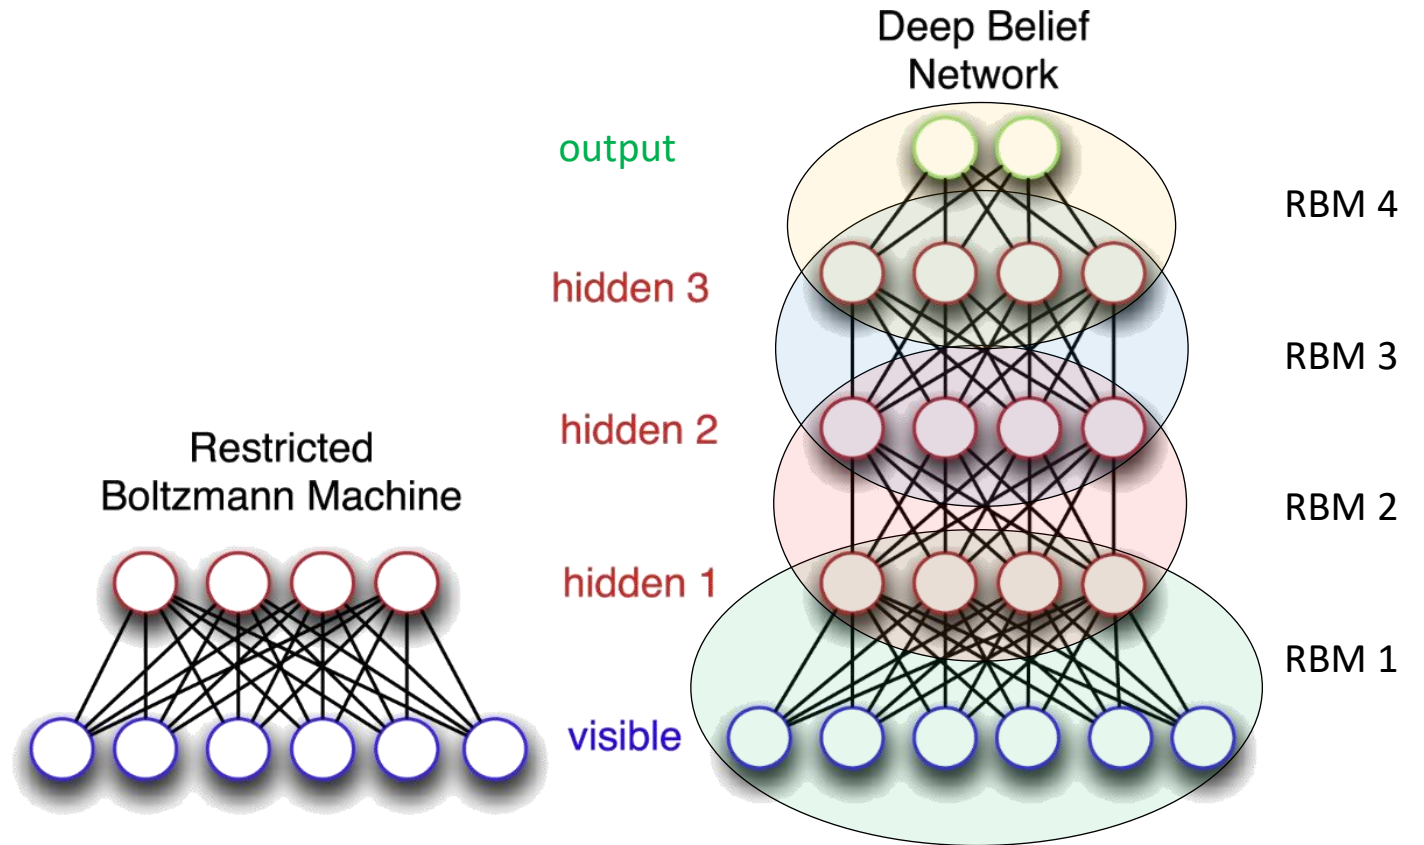 Deep Belief
Network
output
RBM 4
hidden 3
RBM 3
hidden 2
Restricted
Boltzmann Machine
RBM 2
hidden 1
RBM 1
visible